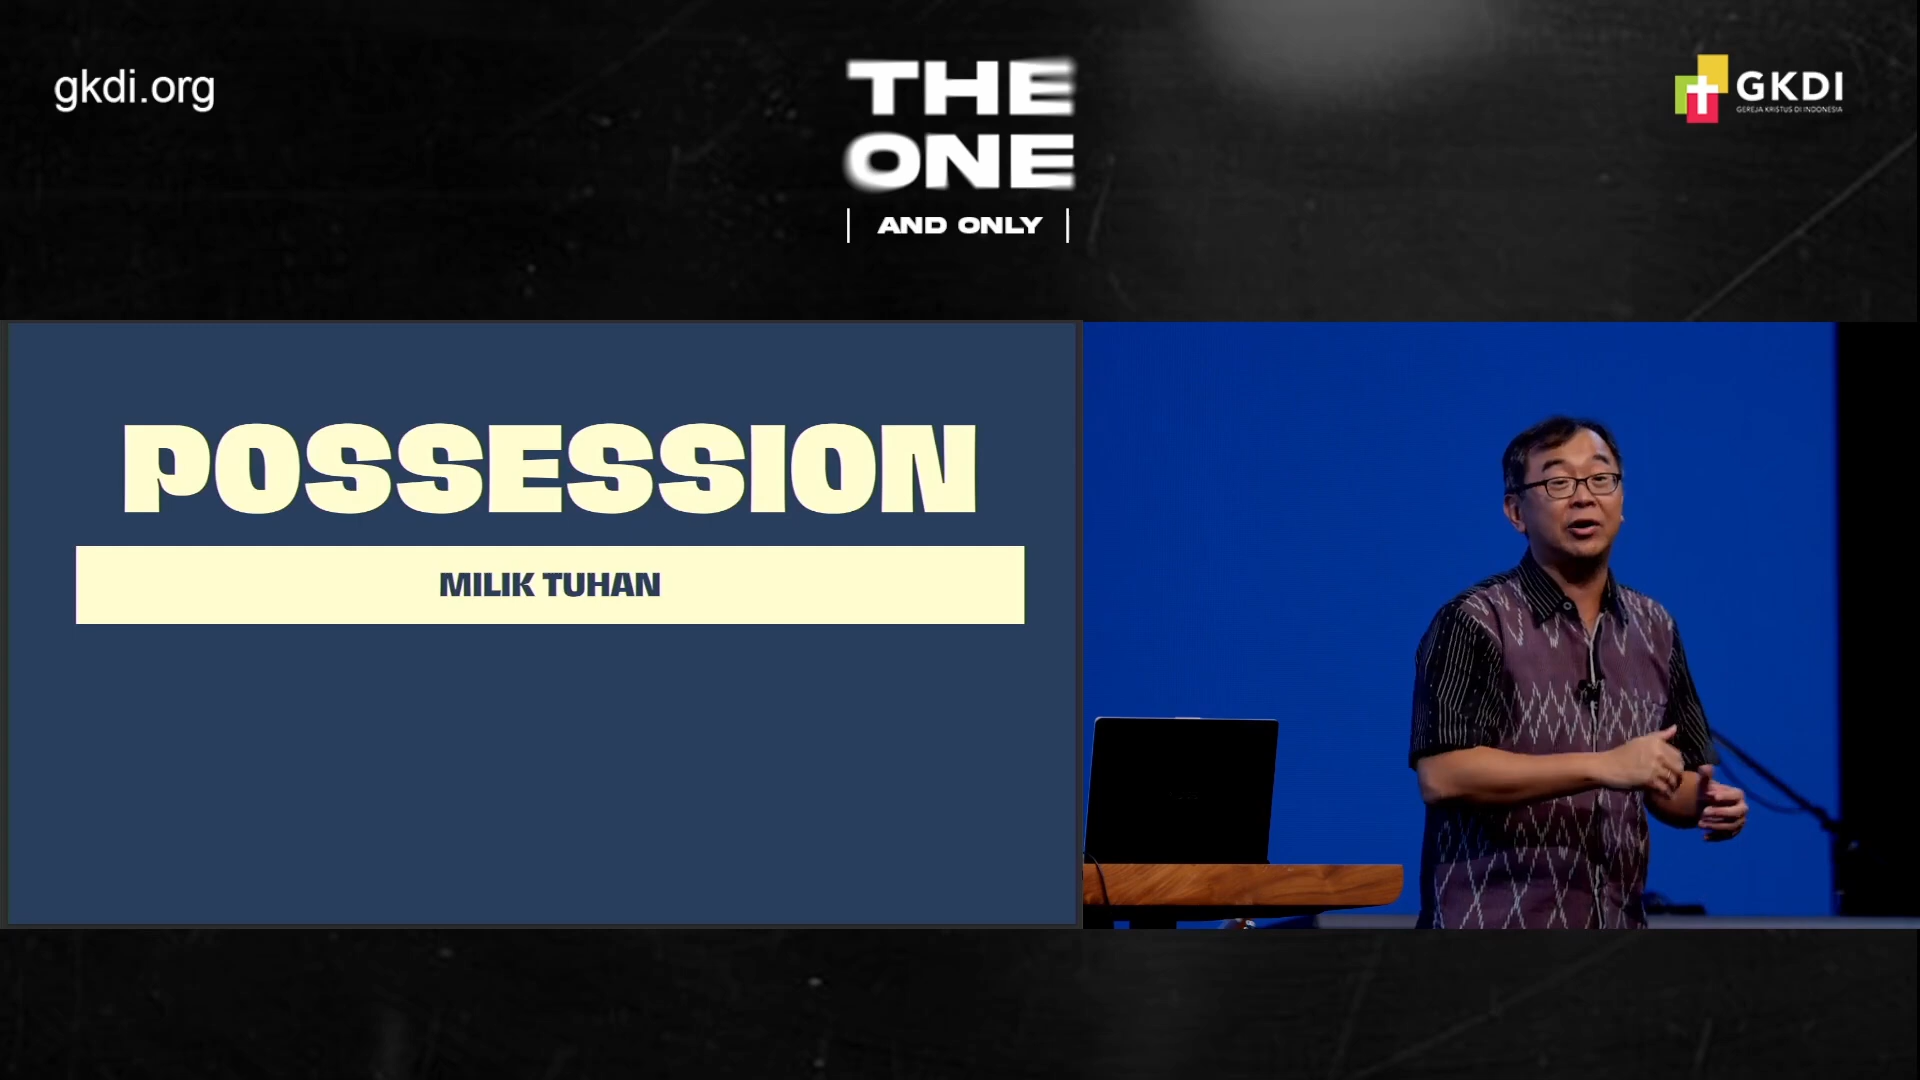 gkdi.org
THE
ONE
AND ONLY
GKDI
GEREJA KRISTUS DI INDONESIA
POSSESSION
MILIK TUHAN